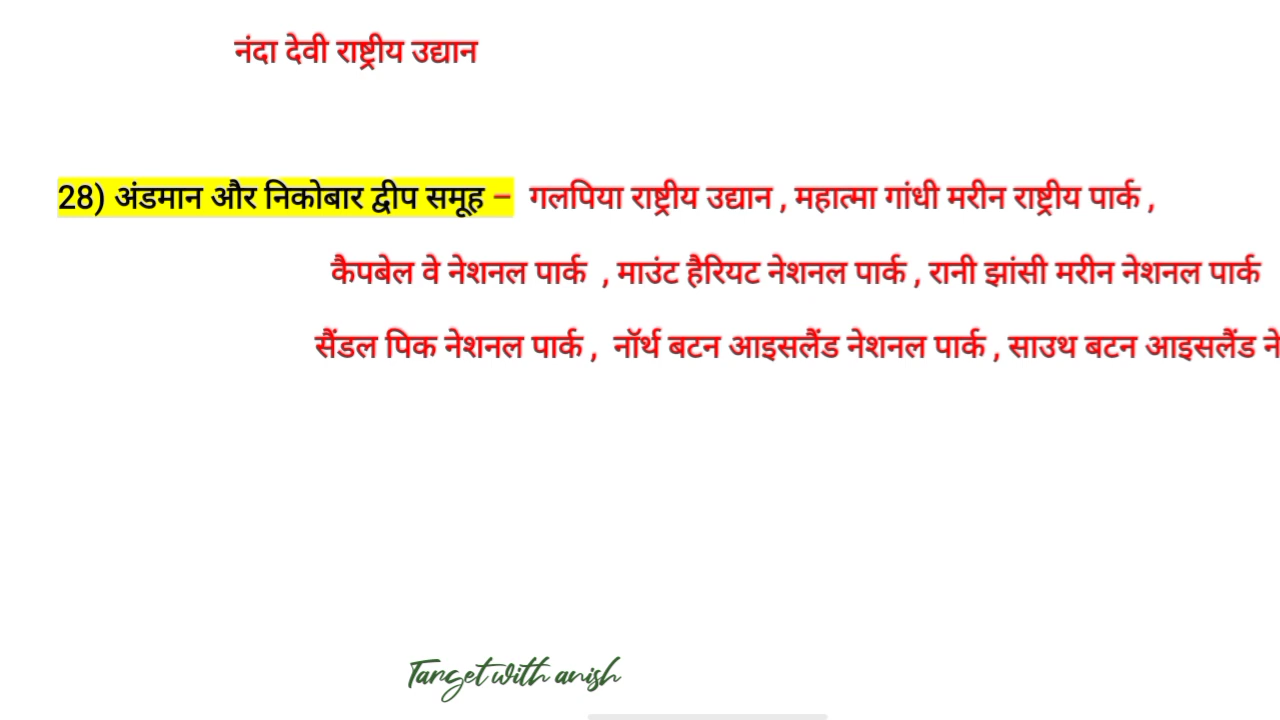 नंदा देवी राष्ट्रीय उद्यान
28) अंडमान और निकोबार द्वीप समूह – गलपिया राष्ट्रीय उद्यान , महात्मा गांधी मरीन राष्ट्रीय पार्क ,
कैपबेल वे नेशनल पार्क , माउंट हैरियट नेशनल पार्क , रानी झांसी मरीन नेशनल पार्क
सैंडल पिक नेशनल पार्क , नॉर्थ बटन आइसलैंड नेशनल पार्क , साउथ बटन आइसलैंड ने
Target with anish